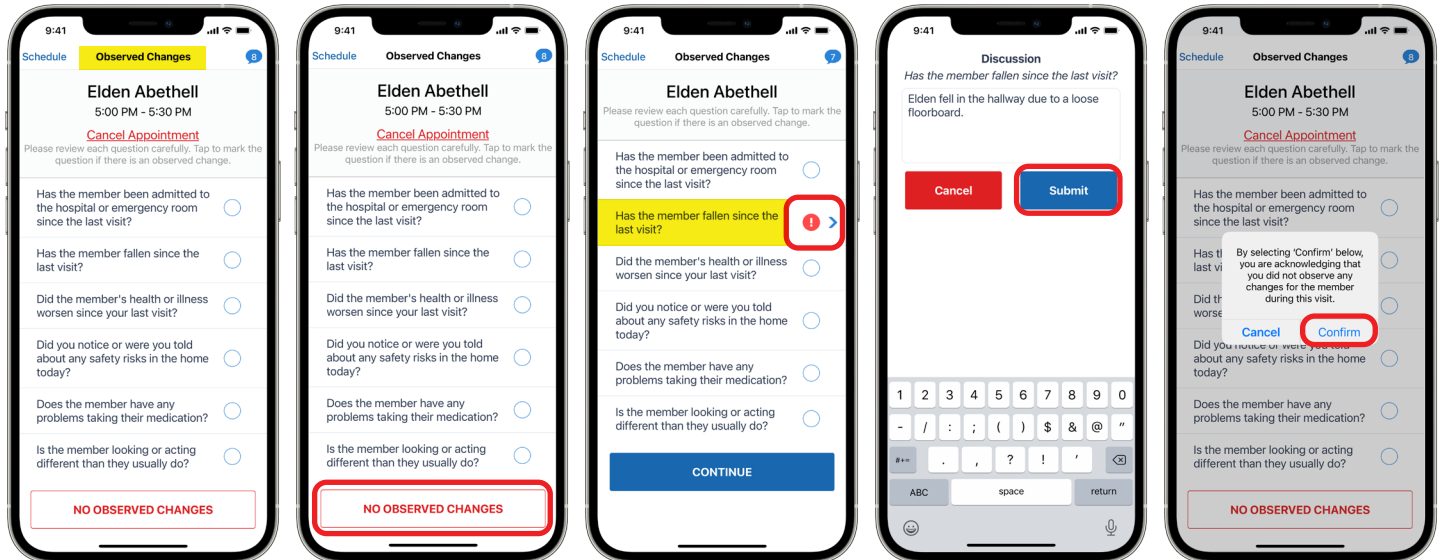 9:41
Schedule
Observed Changes
8
Elden Abethell
5:00 PM - 5:30 PM
Cancel Appointment
Please review each question carefully. Tap to mark the
question if there is an observed change.
Has the member been admitted to
the hospital or emergency room
since the last visit?
Has the member fallen since the
last visit?
Did the member's health or illness
worsen since your last visit?
Did you notice or were you told
about any safety risks in the home
today?
Does the member have any
problems taking their medication?
Is the member looking or acting
different than they usually do?
NO OBSERVED CHANGES
9:41
Schedule
Observed Changes
8
Elden Abethell
5:00 PM - 5:30 PM
Cancel Appointment
Please review each question carefully. Tap to mark the
question if there is an observed change.
Has the member been admitted to
the hospital or emergency room
since the last visit?
Has the member fallen since the
last visit?
Did the member's health or illness
worsen since your last visit?
Did you notice or were you told
about any safety risks in the home
today?
Does the member have any
problems taking their medication?
Is the member looking or acting
different than they usually do?
NO OBSERVED CHANGES
9:41
Schedule
Observed Changes
7
Elden Abethell
Please review each question carefully. Tap to mark the
question if there is an observed change.
Has the member been admitted to
the hospital or emergency room
since the last visit?
Has the member fallen since the
last visit?
!
Did the member's health or illness
worsen since your last visit?
Did you notice or were you told
about any safety risks in the home
today?
Does the member have any
problems taking their medication?
Is the member looking or acting
different than they usually do?
CONTINUE
9:41
Discussion
Has the member fallen since the last visit?
Elden fell in the hallway due to a loose
floorboard.
Cancel
Submit
1 2 3 4 5 6 7 8 9 0
- / : ; ( ) $ & @ "
#+= . , ? ! '
ABC space return
9:41
Schedule
Observed Changes
8
Elden Abethell
5:00 PM - 5:30 PM
Cancel Appointment
Please review each question carefully. Tap to mark the
question if there is an observed change.
Has the member been admitted to
the hospital or emergency room
since the last visit?
Has t
last vi
Did th
worse
By selecting 'Confirm' below,
you are acknowledging that
you did not observe any
changes for the member
during this visit.
Cancel
Confirm
Did you notice or were you told
about any safety risks in the home
today?
Does the member have any
problems taking their medication?
Is the member looking or acting
different than they usually do?
NO OBSERVED CHANGES